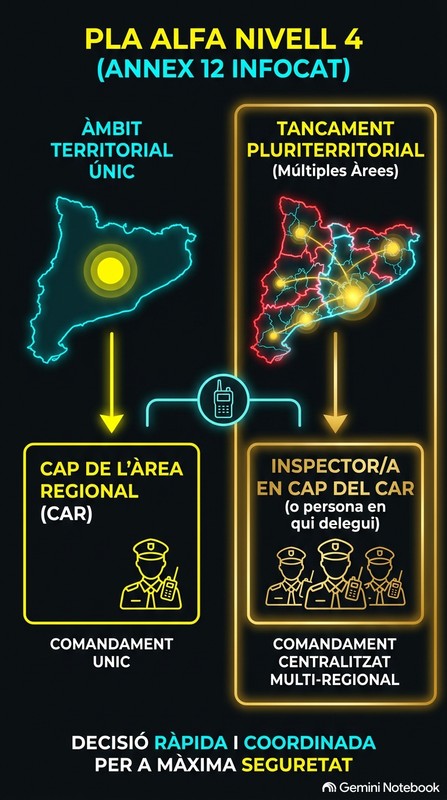 PLA ALFA NIVELL 4
(ANNEX 12 INFOCAT)
ÀMBIT
TERRITORIAL
ÚNIC
TANCAMENT
PLURITERRITORIAL
(Múltiples Àrees)
CAP DE L'ÀREA
REGIONAL
(CAR)
COMANDAMENT
UNIC
INSPECTOR/A
EN CAP DEL CAR
(o persona en
qui delegui)
COMANDAMENT
CENTRALITZAT
MULTI-REGIONAL
DECISIÓ RÀPIDA I COORDINADA
PER A MÀXIMA SEGURETAT
Gemini Notebook